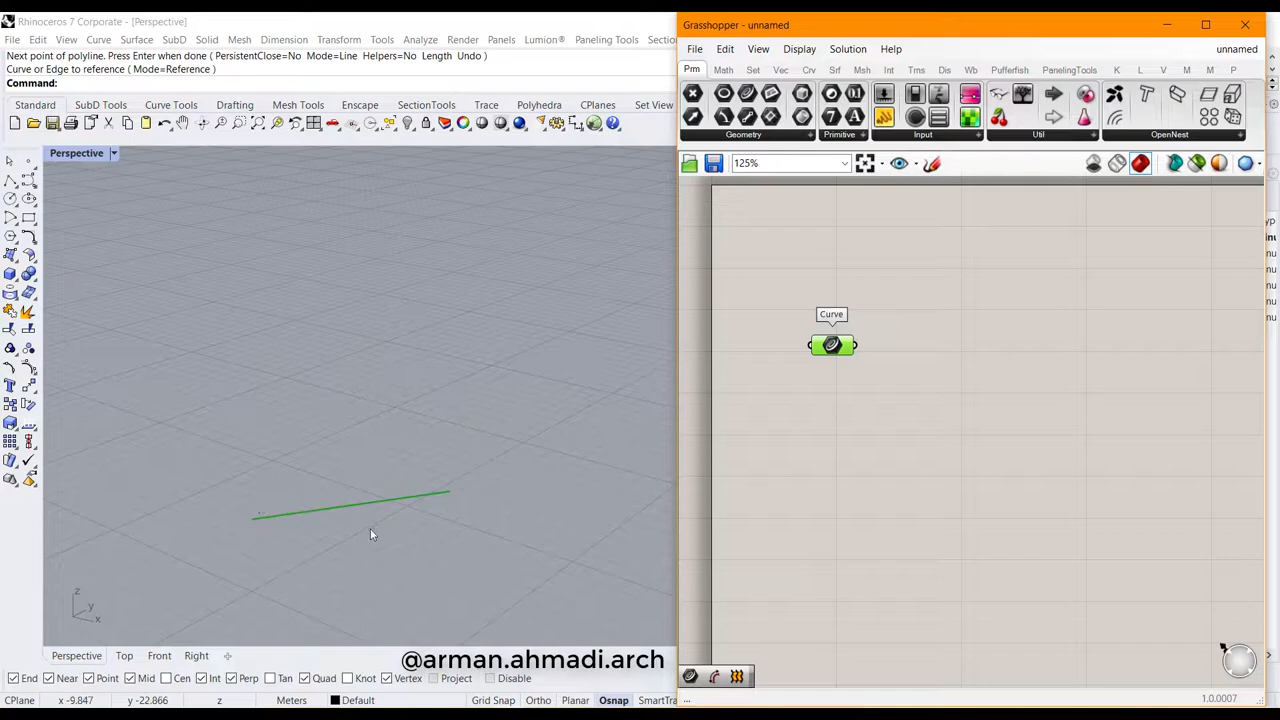 Rhinoceros 7 Corporate - [Perspective]
File Edit View Curve Surface SubD Solid Mesh Dimension Transform Tools Analyze Render Panels Lumion® Paneling Tools Section
Next point of polyline. Press Enter when done ( PersistentClose=No Mode=Line Helpers=No Length Undo )
Curve or Edge to reference ( Mode=Reference )
Command:
Standard SubD Tools Curve Tools Drafting Mesh Tools Enscape SectionTools Trace Polyhedra CPlanes Set View
Perspective
z
y
x
Perspective Top Front Right
@arman.ahmadi.arch
End Near Point Mid Cen Int Perp Tan Quad Knot Vertex Project Disable
CPlane x -9.847 y -22.866 z Meters Default Grid Snap Ortho Planar Osnap SmartTra
Grasshopper - unnamed
File Edit View Display Solution Help unnamed
Prm Math Set Vec Crv Srf Msh Int Trns Dis Wb Pufferfish PanelingTools K L V M M P
Geometry Primitive Input Util OpenNest
125%
Curve
...
1.0.0007